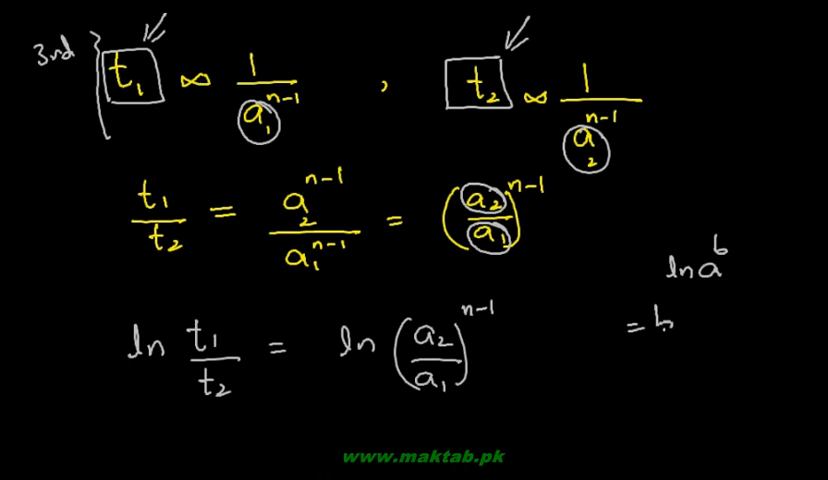 3rd } t₁ ∝ 1/a₁ⁿ⁻¹ , t₂ ∝ 1/a₂ⁿ⁻¹
t₁/t₂ = a₂ⁿ⁻¹/a₁ⁿ⁻¹ = (a₂/a₁)ⁿ⁻¹
ln aᵇ
ln t₁/t₂ = ln (a₂/a₁)ⁿ⁻¹ = b
www.maktab.pk